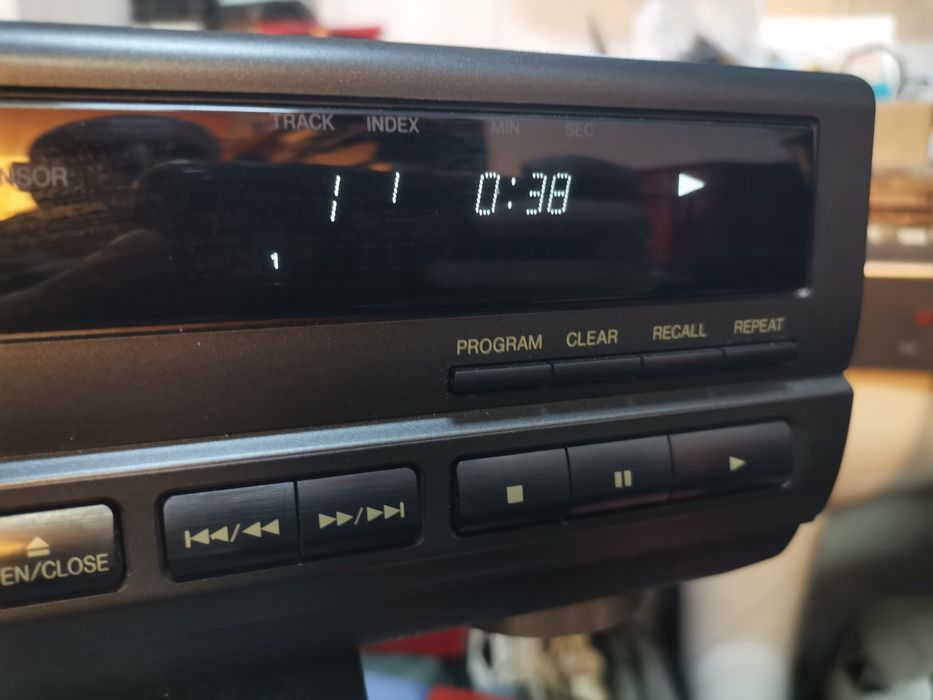 TRACK INDEX MIN SEC
NSOR
1 1 0:38
1
PROGRAM CLEAR RECALL REPEAT
EN/CLOSE